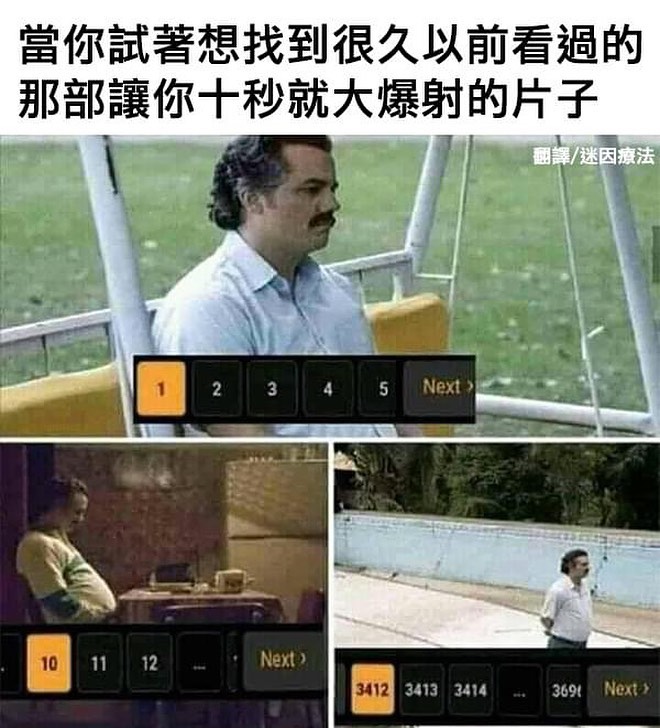 當你試著想找到很久以前看過的
那部讓你十秒就大爆射的片子
翻譯/迷因療法
1 2 3 4 5 Next ›
10 11 12 ... Next ›
3412 3413 3414 ... 369 Next ›